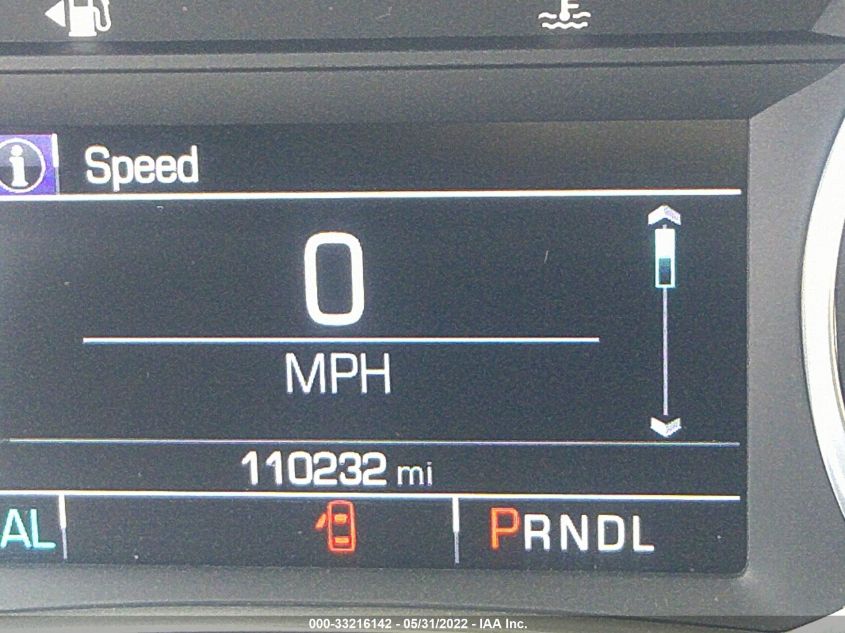 F
Speed
0
MPH
110232 mi
AL PRNDL
000-33216142 - 05/31/2022 - IAA Inc.